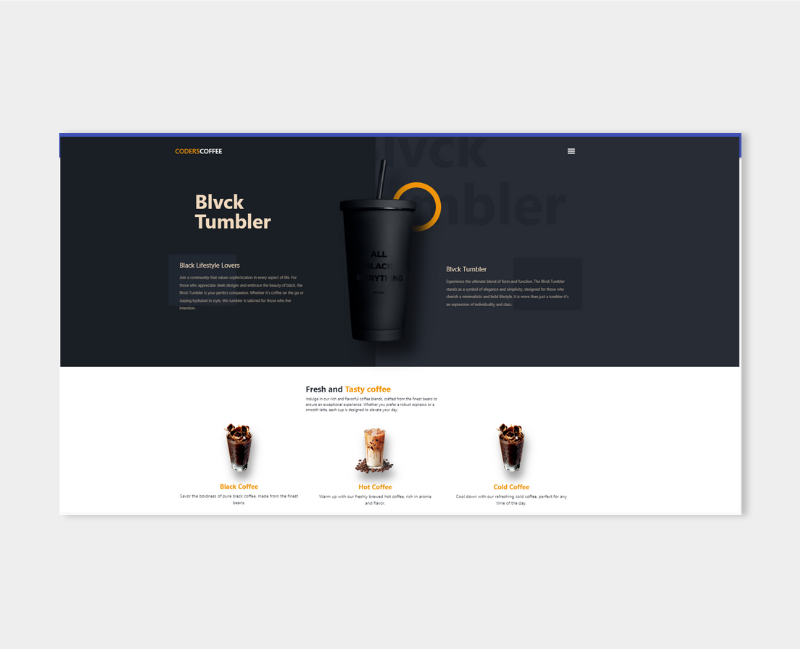 CODERSCOFFEE
Blvck
Tumbler
Blvck
Tumbler
Black Lifestyle Lovers
Join a community that values sophistication in every aspect of life. For
those who appreciate sleek designs and embrace the beauty of black, the
Blvck Tumbler is your perfect companion. Whether it's coffee on the go or
staying hydrated in style, this tumbler is tailored for those who live
intention.
ALL
BLACK
EVERYTHING
Blvck Tumbler
Experience the ultimate blend of form and function. The Blvck Tumbler
stands as a symbol of elegance and simplicity, designed for those who
cherish a minimalistic and bold lifestyle. It is more than just a tumbler it's
an expression of individuality and class.
Fresh and Tasty coffee
Indulge in our rich and flavorful coffee blends, crafted from the finest beans to
ensure an exceptional experience. Whether you prefer a robust espresso or a
smooth latte, each cup is designed to elevate your day.
Black Coffee
Savor the boldness of pure black coffee, made from the finest
beans.
Hot Coffee
Warm up with our freshly brewed hot coffee, rich in aroma
and flavor.
Cold Coffee
Cool down with our refreshing cold coffee, perfect for any
time of the day.